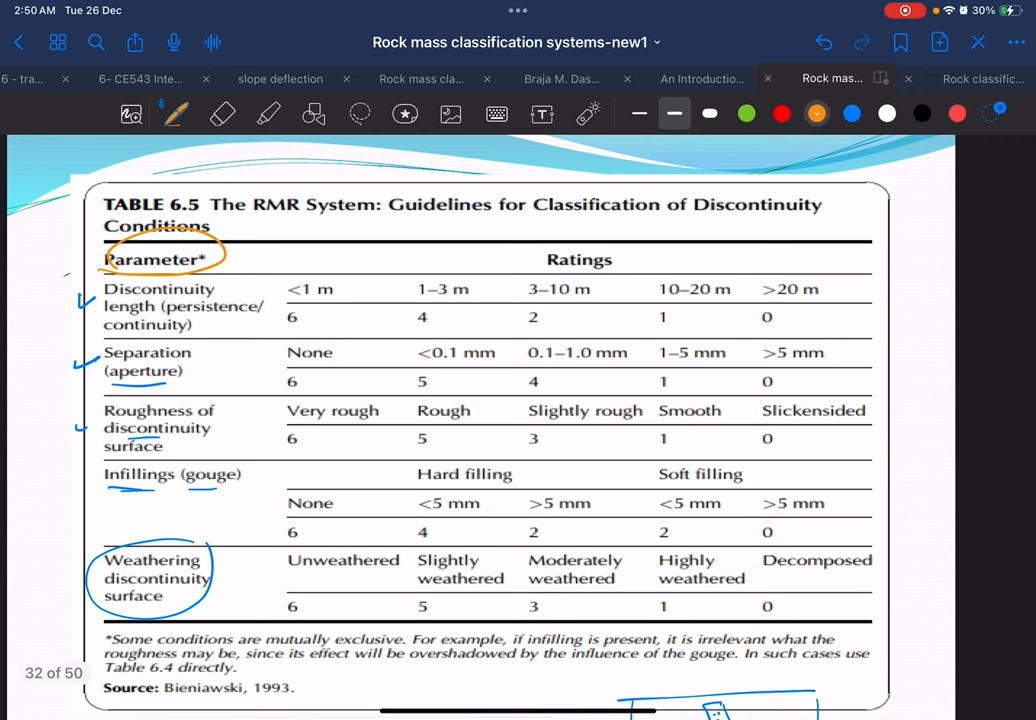 2:50 AM Tue 26 Dec
30%
Rock mass classification systems-new1
6 - tra...
6- CE543 Inte...
slope deflection
Rock mass cla...
Braja M. Das...
An Introductio...
Rock mas...
Rock classific...
TABLE 6.5 The RMR System: Guidelines for Classification of Discontinuity
Conditions
Parameter* Ratings
Discontinuity length (persistence/ continuity) <1 m 1–3 m 3–10 m 10–20 m >20 m
6 4 2 1 0
Separation (aperture) None <0.1 mm 0.1–1.0 mm 1–5 mm >5 mm
6 5 4 1 0
Roughness of discontinuity surface Very rough Rough Slightly rough Smooth Slickensided
6 5 3 1 0
Infillings (gouge) Hard filling Soft filling
None <5 mm >5 mm <5 mm >5 mm
6 4 2 2 0
Weathering discontinuity surface Unweathered Slightly weathered Moderately weathered Highly weathered Decomposed
6 5 3 1 0
*Some conditions are mutually exclusive. For example, if infilling is present, it is irrelevant what the
roughness may be, since its effect will be overshadowed by the influence of the gouge. In such cases use
Table 6.4 directly.
Source: Bieniawski, 1993.
32 of 50